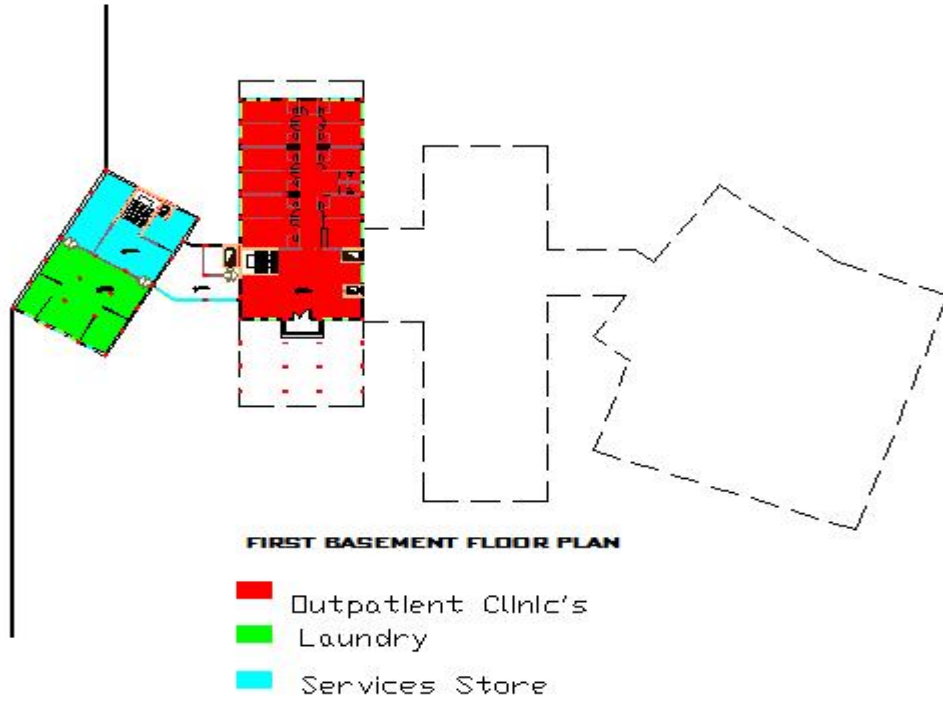 FIRST BASEMENT FLOOR PLAN
Outpatient Clinic's
Laundry
Services Store